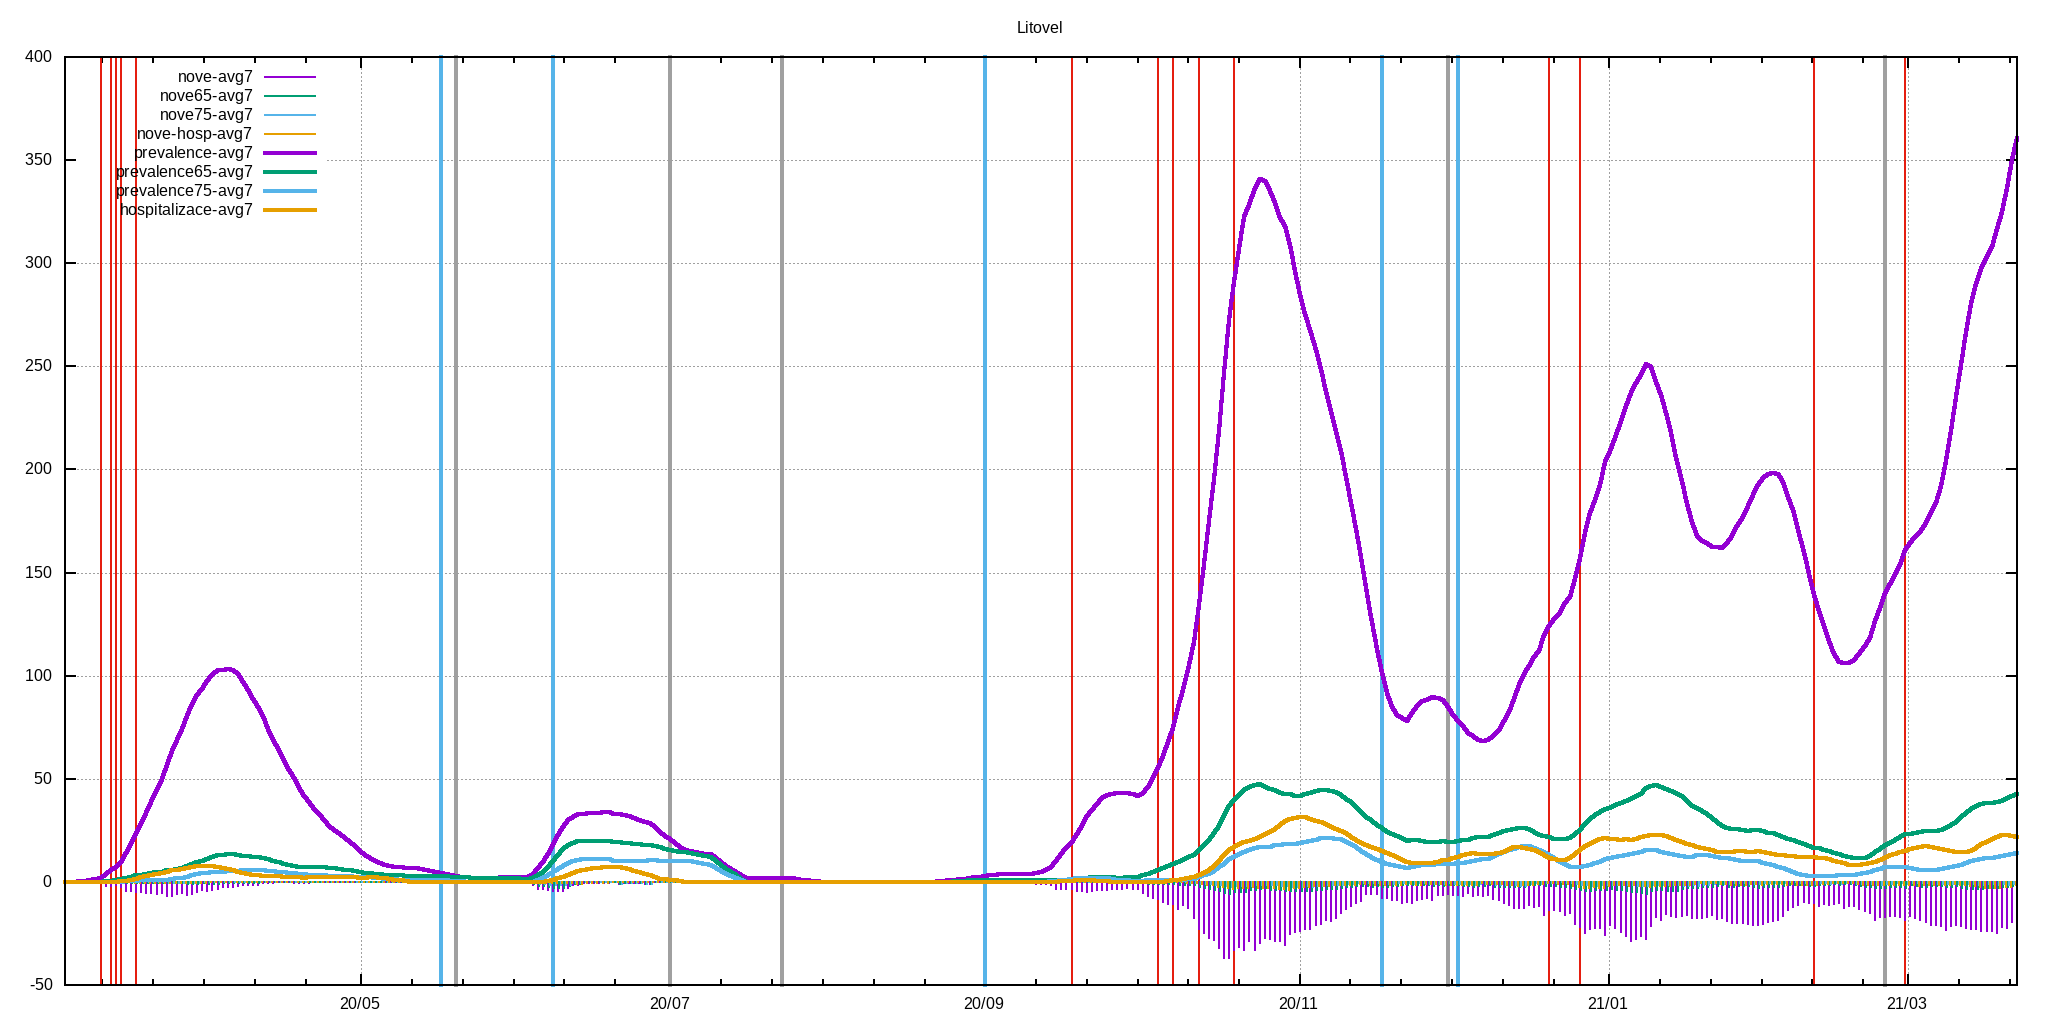 Litovel
400
350
300
250
200
150
100
50
0
-50
nove-avg7
nove65-avg7
nove75-avg7
nove-hosp-avg7
prevalence-avg7
prevalence65-avg7
prevalence75-avg7
hospitalizace-avg7
20/05
20/07
20/09
20/11
21/01
21/03